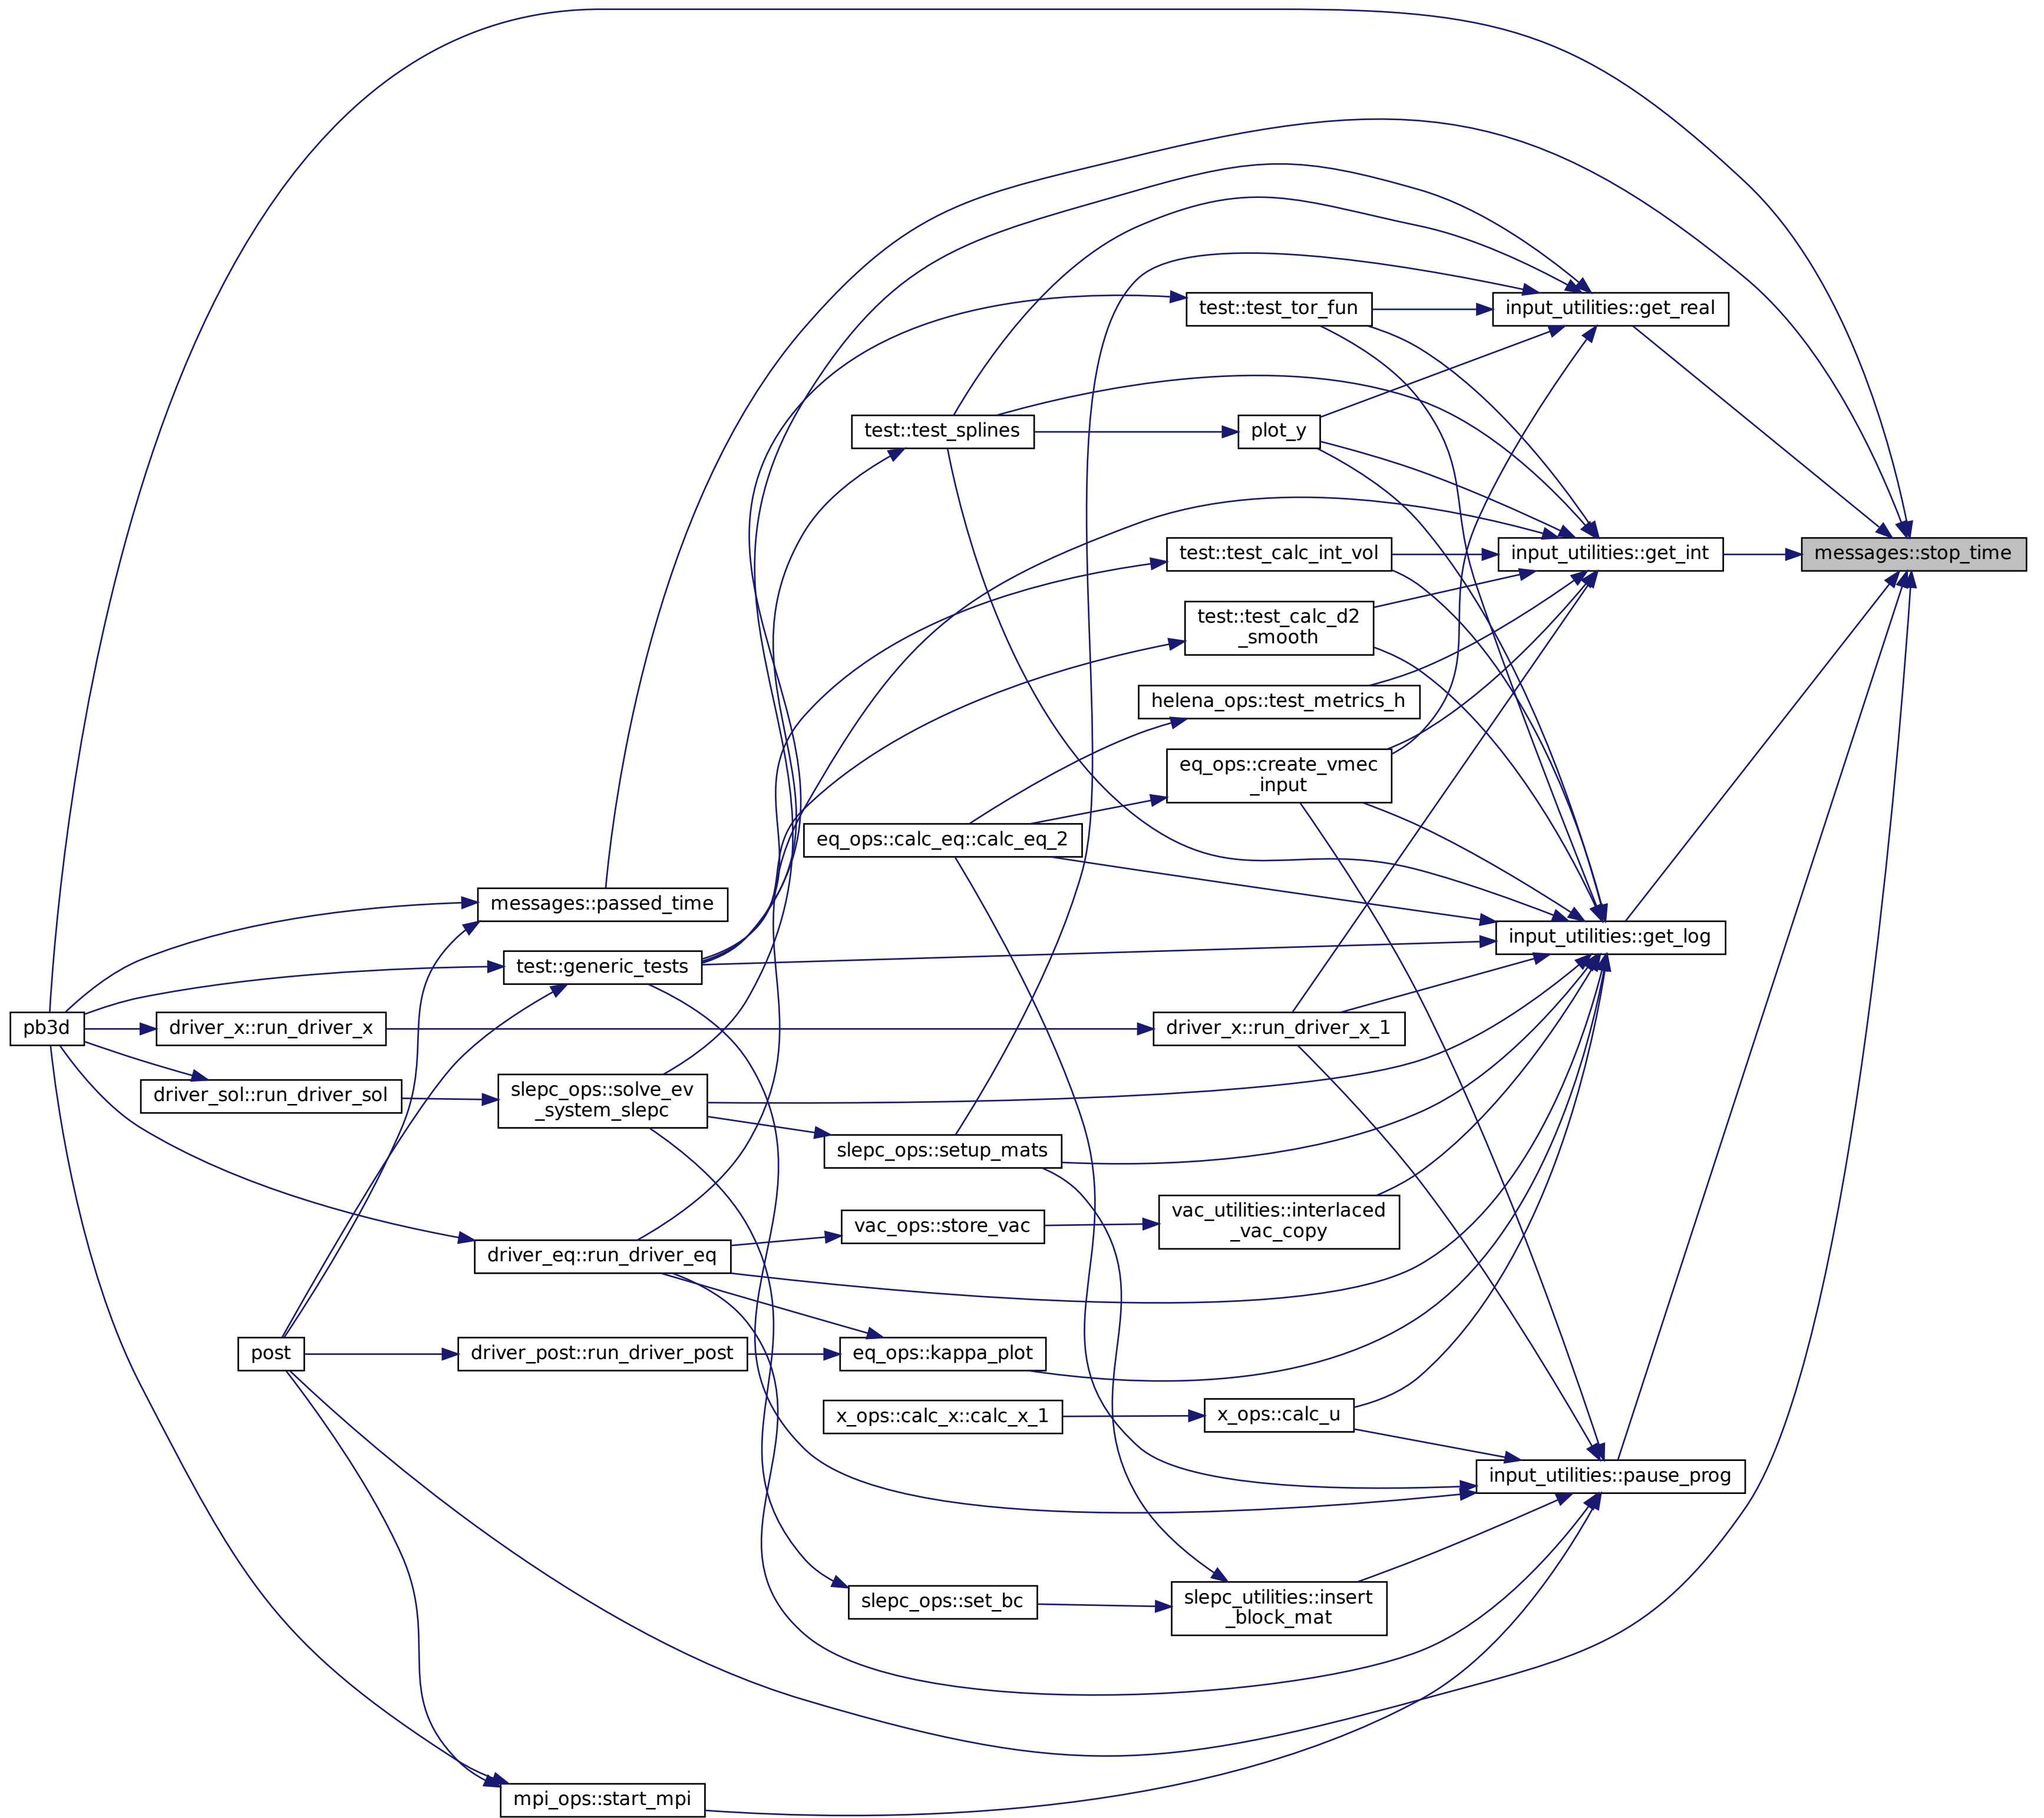 test::test_tor_fun
input_utilities::get_real
test::test_splines
plot_y
test::test_calc_int_vol
input_utilities::get_int
messages::stop_time
test::test_calc_d2
_smooth
helena_ops::test_metrics_h
eq_ops::create_vmec
_input
eq_ops::calc_eq::calc_eq_2
messages::passed_time
input_utilities::get_log
test::generic_tests
pb3d
driver_x::run_driver_x
driver_x::run_driver_x_1
driver_sol::run_driver_sol
slepc_ops::solve_ev
_system_slepc
slepc_ops::setup_mats
vac_utilities::interlaced
_vac_copy
vac_ops::store_vac
driver_eq::run_driver_eq
post
driver_post::run_driver_post
eq_ops::kappa_plot
x_ops::calc_x::calc_x_1
x_ops::calc_u
input_utilities::pause_prog
slepc_ops::set_bc
slepc_utilities::insert
_block_mat
mpi_ops::start_mpi